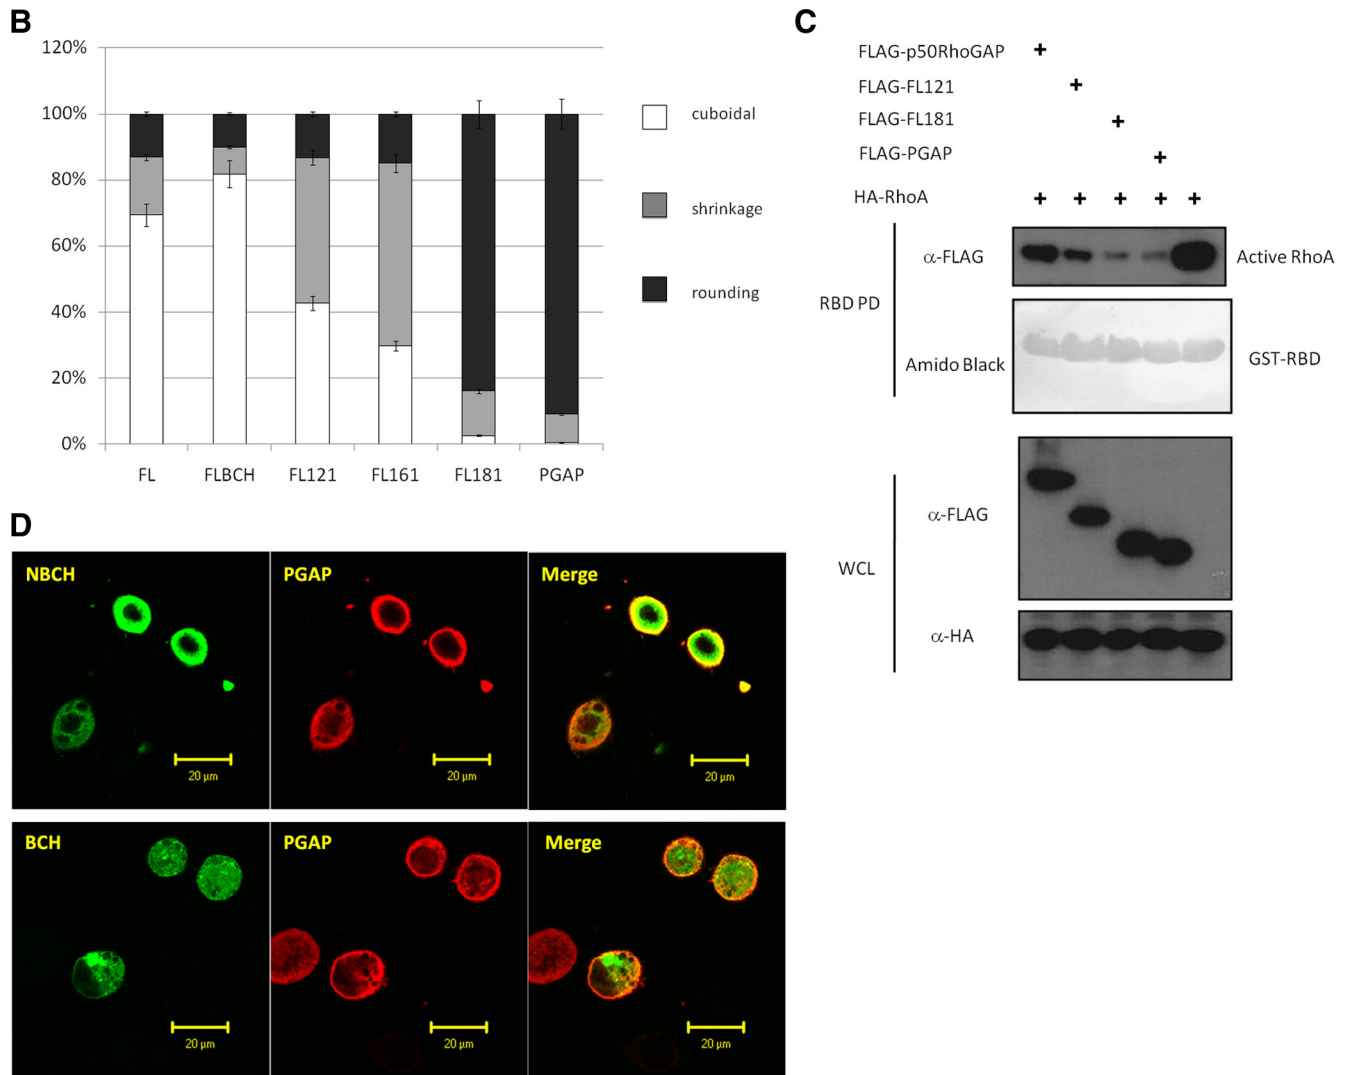 B
120%
100%
80%
60%
40%
20%
0%
FL FLBCH FL121 FL161 FL181 PGAP
cuboidal
shrinkage
rounding
C
FLAG-p50RhoGAP +
FLAG-FL121 +
FLAG-FL181 +
FLAG-PGAP +
HA-RhoA + + + + +
RBD PD
α-FLAG Active RhoA
Amido Black GST-RBD
WCL
α-FLAG
α-HA
D
NBCH PGAP Merge
20 µm 20 µm 20 µm
BCH PGAP Merge
20 µm 20 µm 20 µm